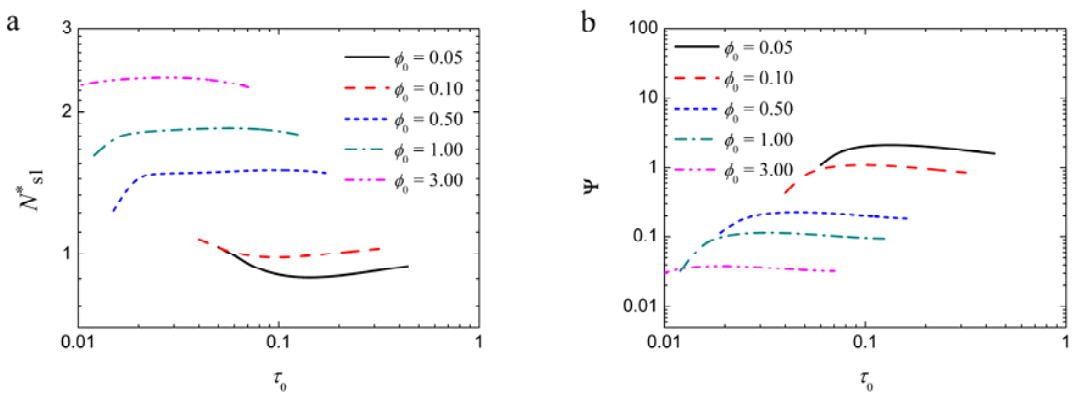 a
3
2
1
N*s1
ϕ0 = 0.05
ϕ0 = 0.10
ϕ0 = 0.50
ϕ0 = 1.00
ϕ0 = 3.00
0.01
0.1
1
τ0
b
100
10
1
0.1
0.01
Ψ
ϕ0 = 0.05
ϕ0 = 0.10
ϕ0 = 0.50
ϕ0 = 1.00
ϕ0 = 3.00
0.01
0.1
1
τ0